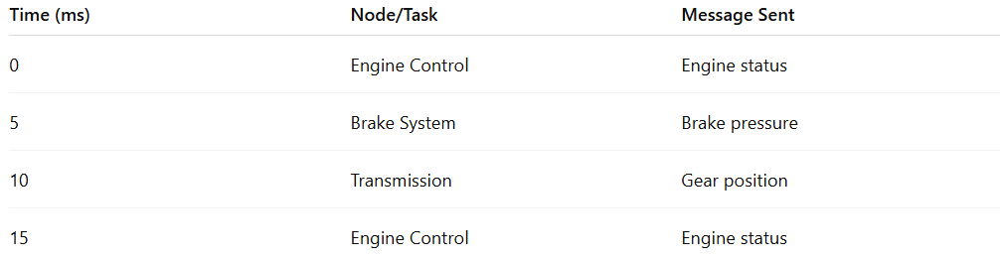 Time (ms) Node/Task Message Sent
0 Engine Control Engine status
5 Brake System Brake pressure
10 Transmission Gear position
15 Engine Control Engine status